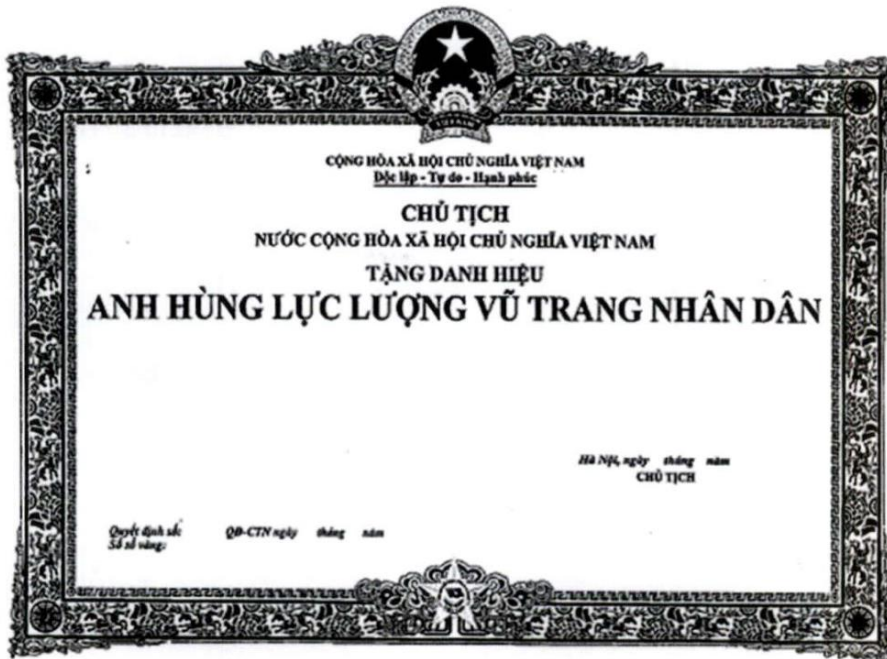 CỘNG HÒA XÃ HỘI CHỦ NGHĨA VIỆT NAM
Độc lập - Tự do - Hạnh phúc
CHỦ TỊCH
NƯỚC CỘNG HÒA XÃ HỘI CHỦ NGHĨA VIỆT NAM
TẶNG DANH HIỆU
ANH HÙNG LỰC LƯỢNG VŨ TRANG NHÂN DÂN
Hà Nội, ngày tháng năm
CHỦ TỊCH
Quyết định số: QĐ-CTN ngày tháng năm
Số sổ vàng: